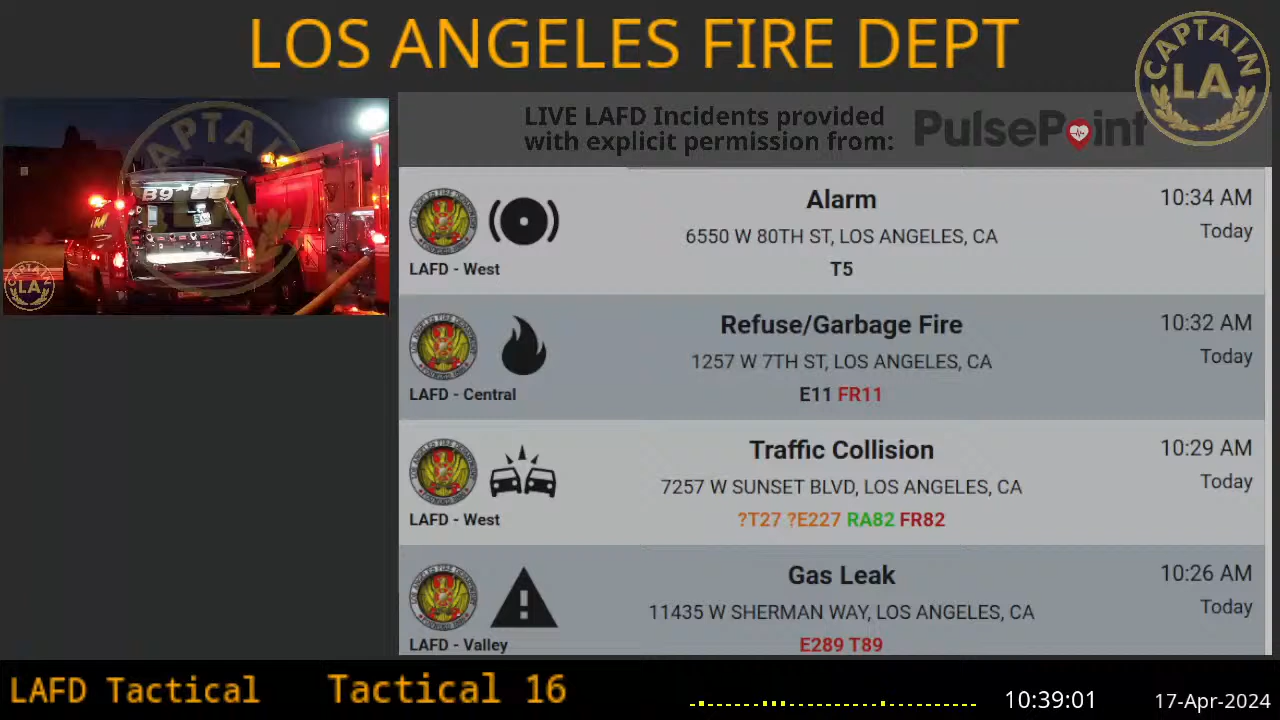 LOS ANGELES FIRE DEPT
CAPTAIN
LA
LIVE LAFD Incidents provided
with explicit permission from:
PulsePoint
CAPTAIN
B9
CAPTAIN
LA
Alarm
10:34 AM
6550 W 80TH ST, LOS ANGELES, CA
Today
LAFD - West
T5
Refuse/Garbage Fire
10:32 AM
1257 W 7TH ST, LOS ANGELES, CA
Today
LAFD - Central
E11 FR11
Traffic Collision
10:29 AM
7257 W SUNSET BLVD, LOS ANGELES, CA
Today
LAFD - West
?T27 ?E227 RA82 FR82
Gas Leak
10:26 AM
11435 W SHERMAN WAY, LOS ANGELES, CA
Today
LAFD - Valley
E289 T89
LAFD Tactical
Tactical 16
10:39:01
17-Apr-2024